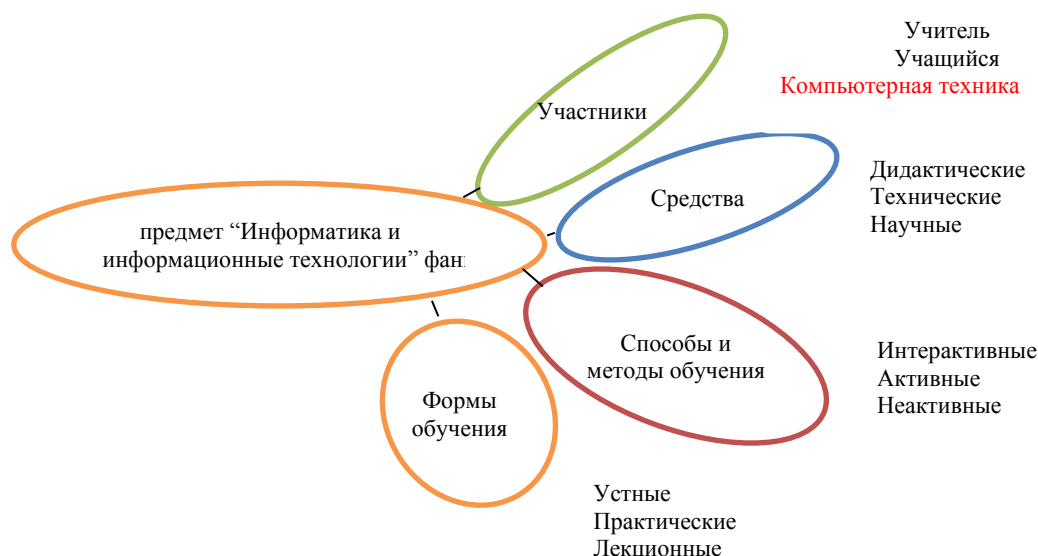 Учитель
Учащийся
Компьютерная техника
Участники
Дидактические
Технические
Научные
Средства
предмет “Информатика и
информационные технологии” фан
Способы и
методы обучения
Интерактивные
Активные
Неактивные
Формы
обучения
Устные
Практические
Лекционные